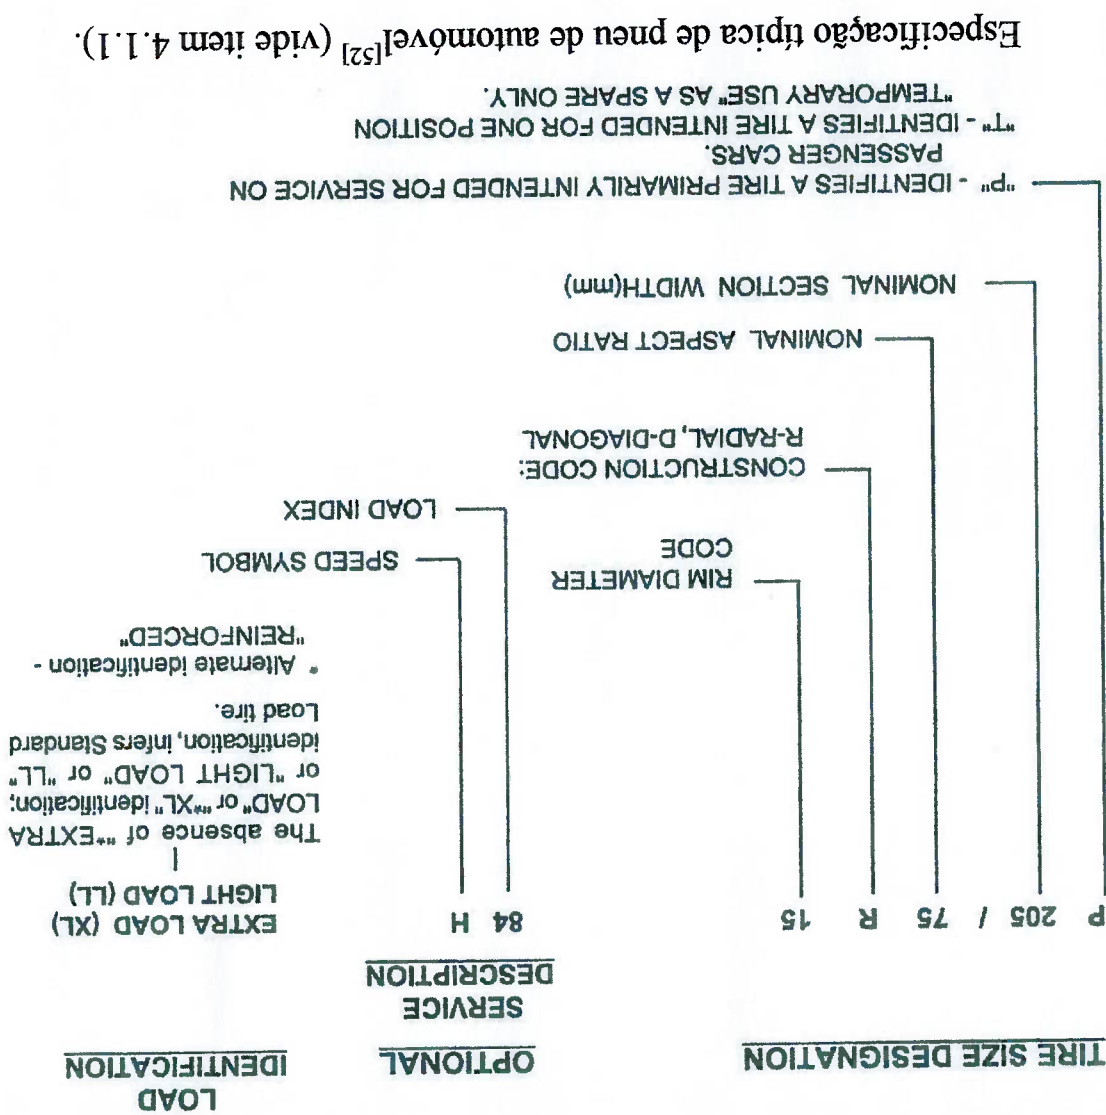 TIRE SIZE DESIGNATION
OPTIONAL
SERVICE
DESCRIPTION
LOAD
IDENTIFICATION
P 205 / 75 R 15
84 H
EXTRA LOAD (XL)
LIGHT LOAD (LL)
The absence of "*EXTRA
LOAD" or "*XL" identification;
or "LIGHT LOAD" or "LL"
identification, infers Standard
Load tire.
* Alternate identification -
"REINFORCED"
SPEED SYMBOL
LOAD INDEX
RIM DIAMETER
CODE
CONSTRUCTION CODE:
R-RADIAL, D-DIAGONAL
NOMINAL ASPECT RATIO
NOMINAL SECTION WIDTH(mm)
"P" - IDENTIFIES A TIRE PRIMARILY INTENDED FOR SERVICE ON
PASSENGER CARS.
"T" - IDENTIFIES A TIRE INTENDED FOR ONE POSITION
"TEMPORARY USE" AS A SPARE ONLY.
Especificação típica de pneu de automóvel[52] (vide item 4.1.1).